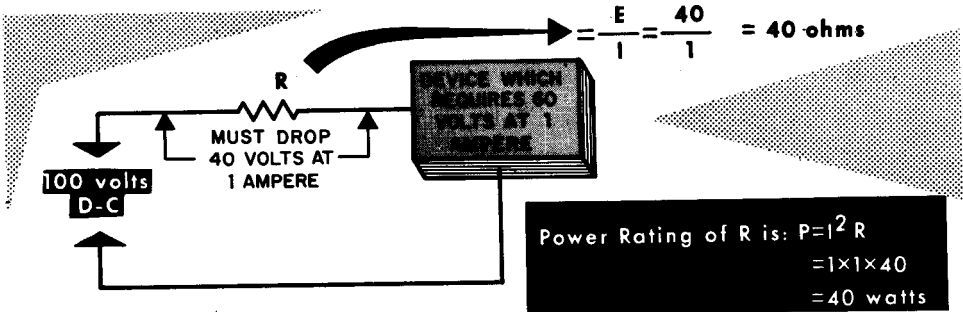 = E/I = 40/1 = 40 ohms
R
DEVICE WHICH
REQUIRES 60
VOLTS AT 1
AMPERE
MUST DROP
40 VOLTS AT
1 AMPERE
100 volts
D-C
Power Rating of R is: P=I² R
=1×1×40
=40 watts